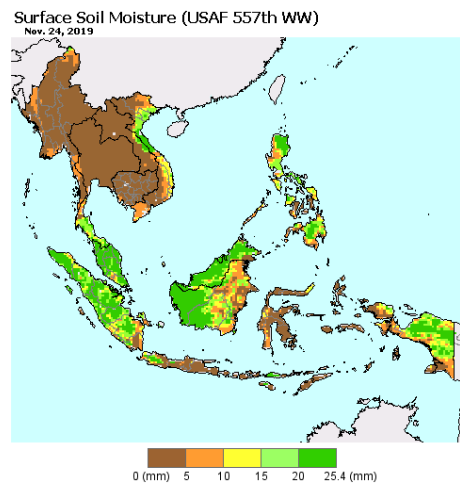 Surface Soil Moisture (USAF 557th WW)
Nov. 24, 2019
0 (mm) 5 10 15 20 25.4 (mm)